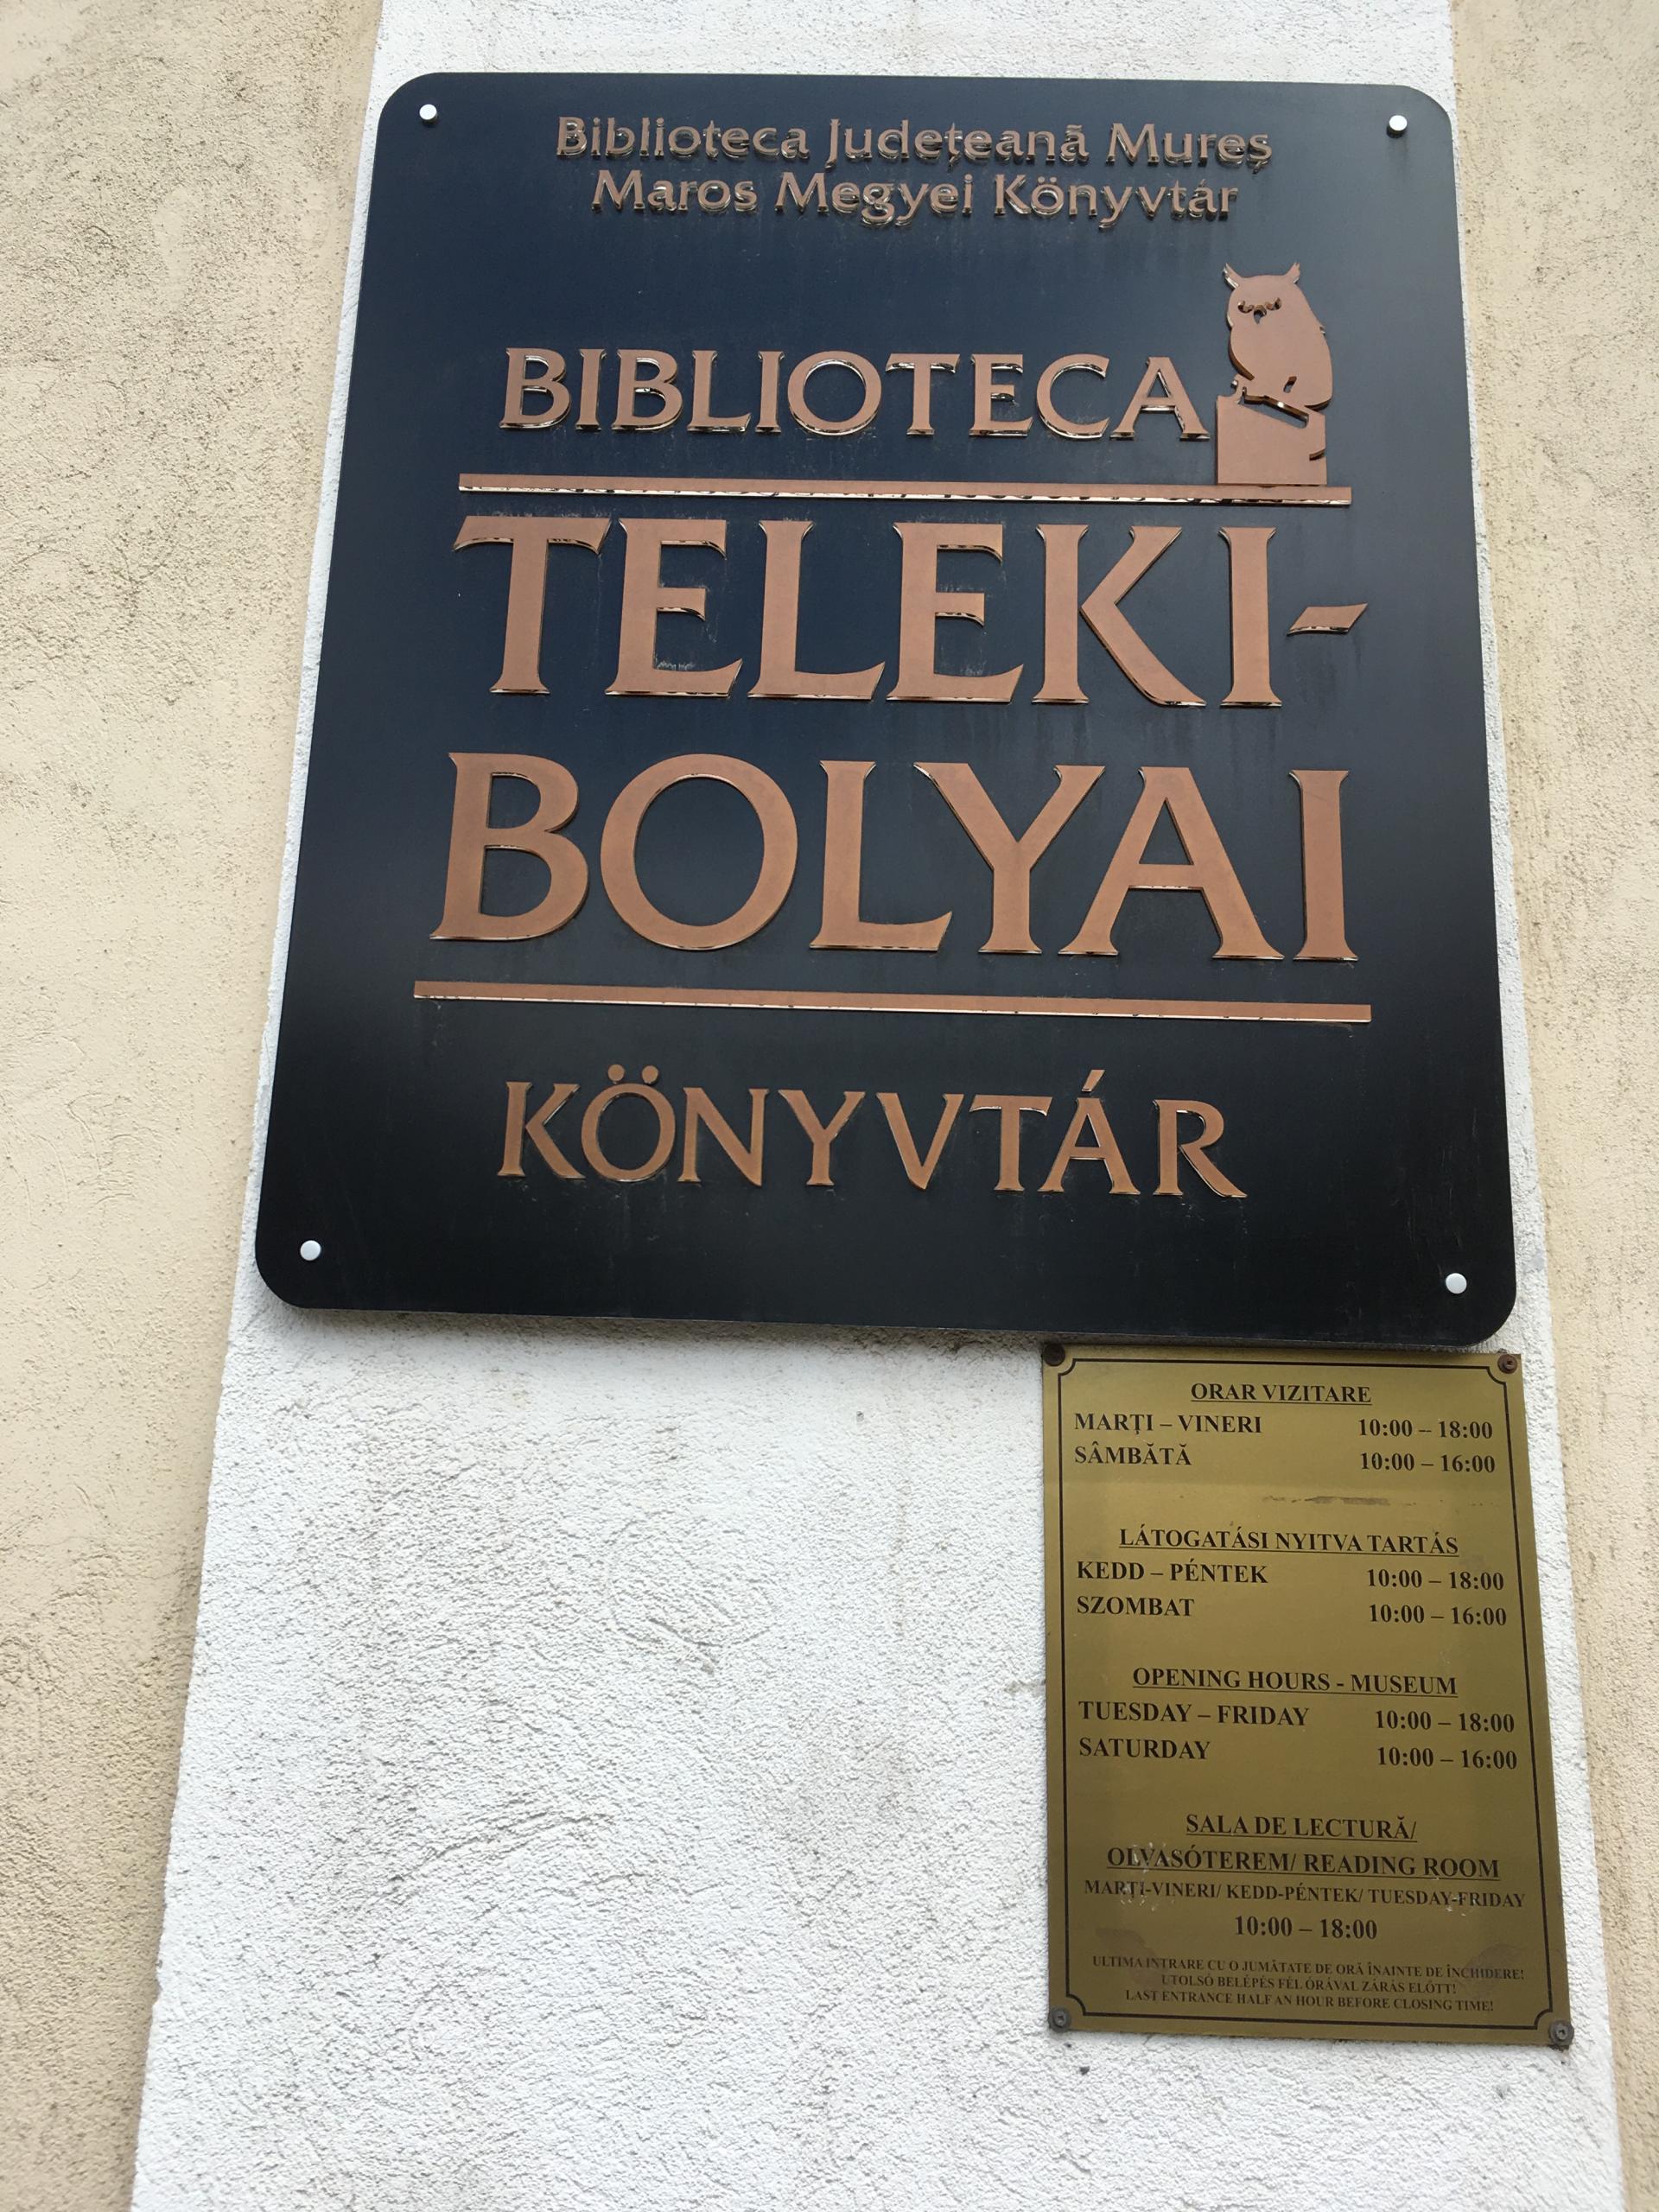 Biblioteca Județeană Mureș
Maros Megyei Könyvtár
BIBLIOTECA
TELEKI-
BOLYAI
KÖNYVTÁR
ORAR VIZITARE
MARȚI – VINERI 10:00 – 18:00
SÂMBĂTĂ 10:00 – 16:00
LÁTOGATÁSI NYITVA TARTÁS
KEDD – PÉNTEK 10:00 – 18:00
SZOMBAT 10:00 – 16:00
OPENING HOURS - MUSEUM
TUESDAY – FRIDAY 10:00 – 18:00
SATURDAY 10:00 – 16:00
SALA DE LECTURĂ/
OLVASÓTEREM/ READING ROOM
MARȚI-VINERI/ KEDD-PÉNTEK/ TUESDAY-FRIDAY
10:00 – 18:00
ULTIMA INTRARE CU O JUMĂTATE DE ORĂ ÎNAINTE DE ÎNCHIDERE!
UTOLSÓ BELÉPÉS FÉL ÓRÁVAL ZÁRÁS ELŐTT!
LAST ENTRANCE HALF AN HOUR BEFORE CLOSING TIME!